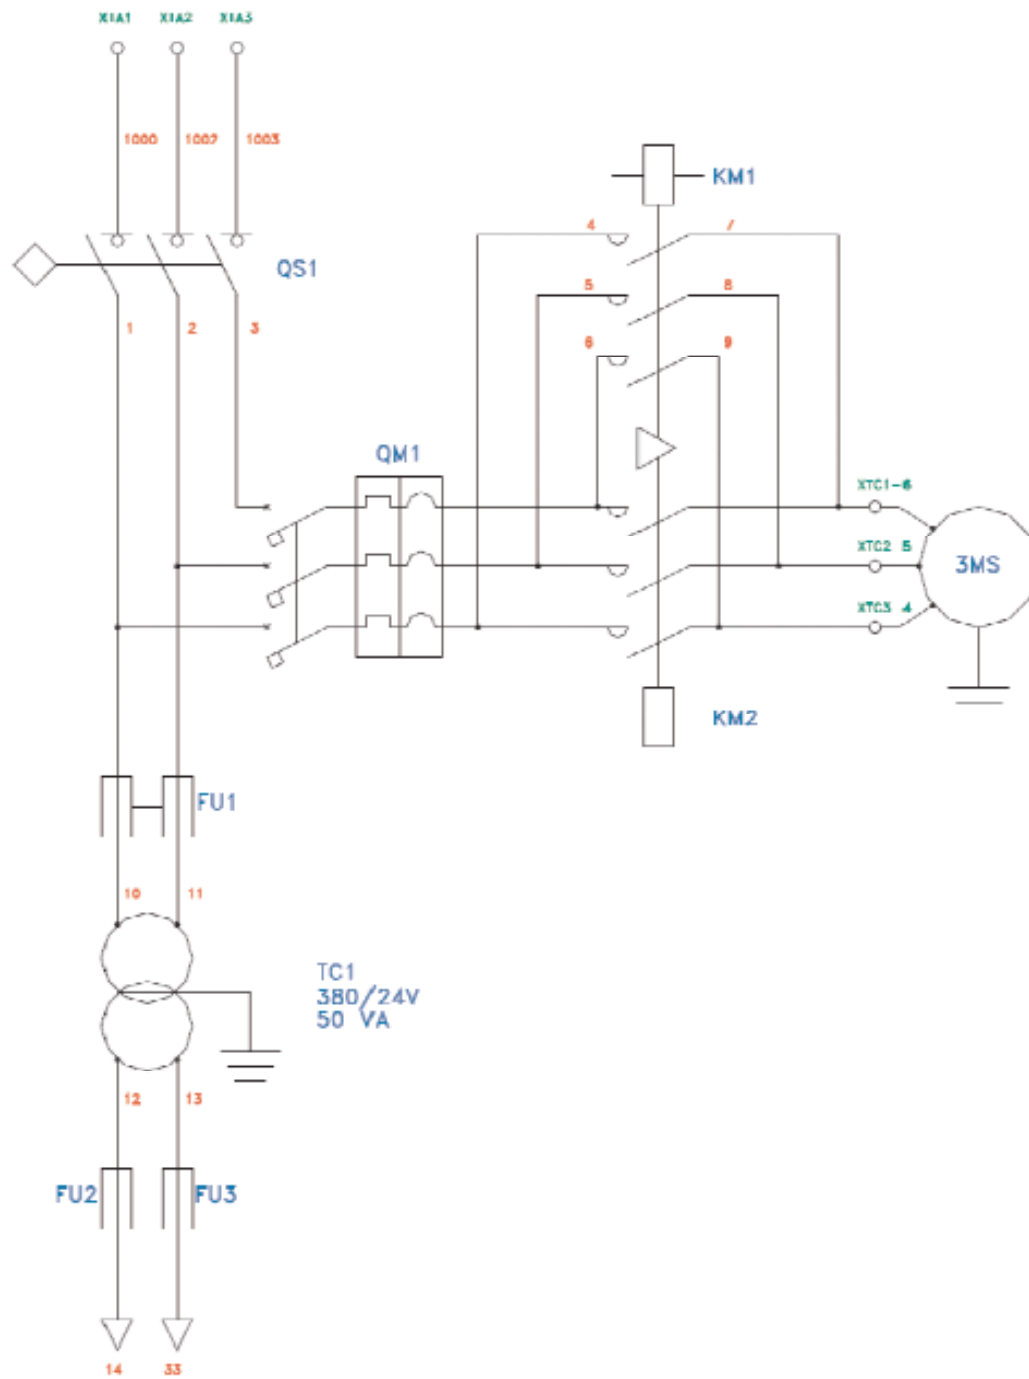 X1A1 X1A2 X1A3
1000 1002 1003
KM1
4 7
QS1
5 8
1 2 3
6 9
QM1
XTC1-6
XTC2 5
3MS
XTC3 4
KM2
FU1
10 11
TC1
380/24V
50 VA
12 13
FU2 FU3
14 33